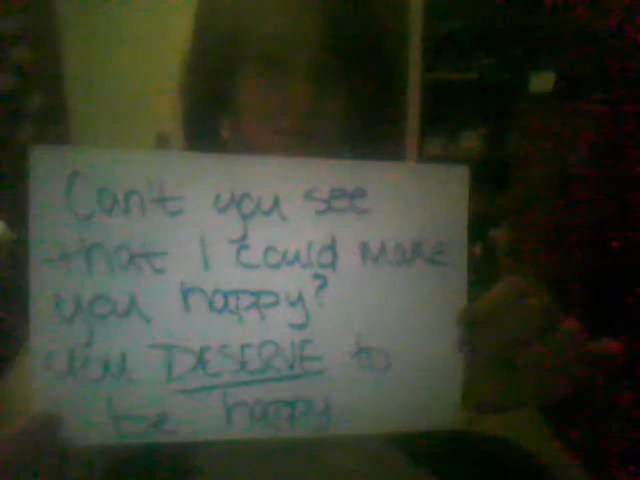 Can't you see
that I could make
you happy?
you DESERVE to
be happy